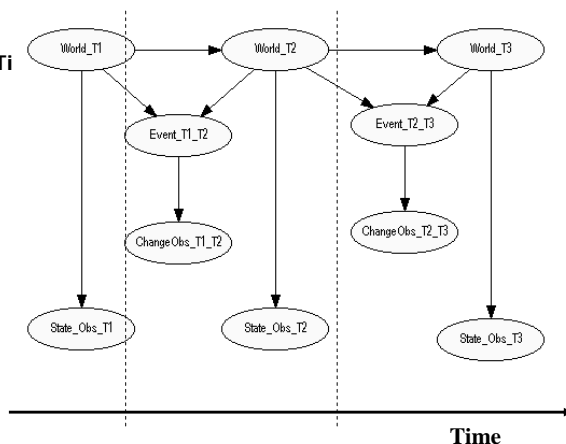 World_T1
World_T2
World_T3
Ti
Event_T1_T2
Event_T2_T3
ChangeObs_T1_T2
ChangeObs_T2_T3
State_Obs_T1
State_Obs_T2
State_Obs_T3
Time